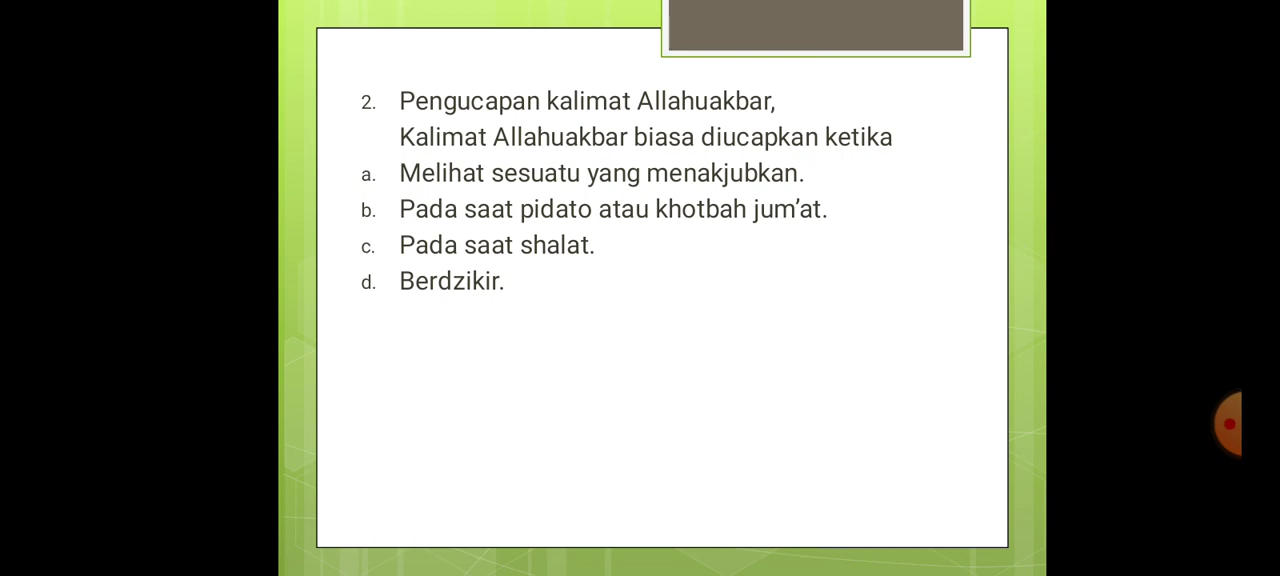 2. Pengucapan kalimat Allahuakbar,
Kalimat Allahuakbar biasa diucapkan ketika
a. Melihat sesuatu yang menakjubkan.
b. Pada saat pidato atau khotbah jum’at.
c. Pada saat shalat.
d. Berdzikir.